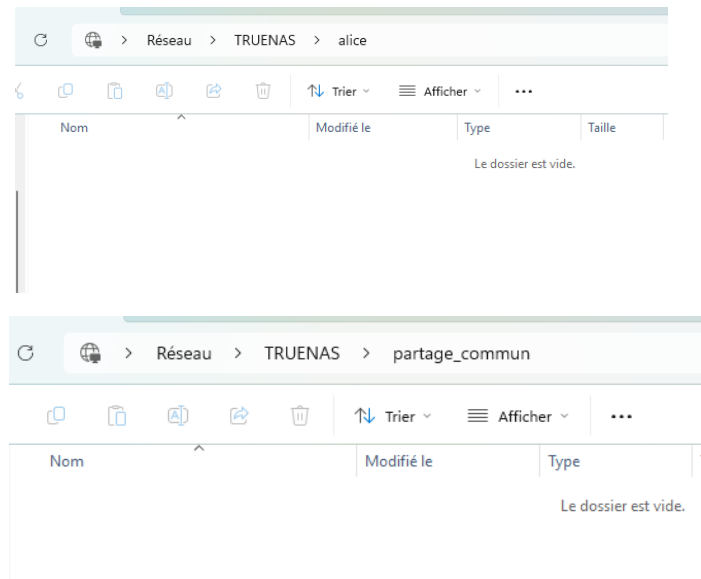 Réseau > TRUENAS > alice
Trier Afficher ...
Nom Modifié le Type Taille
Le dossier est vide.
Réseau > TRUENAS > partage_commun
Trier Afficher ...
Nom Modifié le Type
Le dossier est vide.